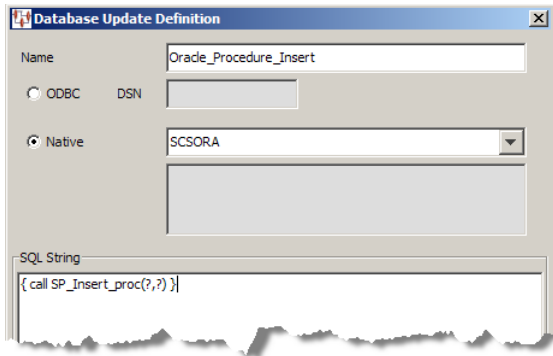 Database Update Definition
Name Oracle_Procedure_Insert
ODBC DSN
Native SCSORA
SQL String
{ call SP_Insert_proc(?,?) }